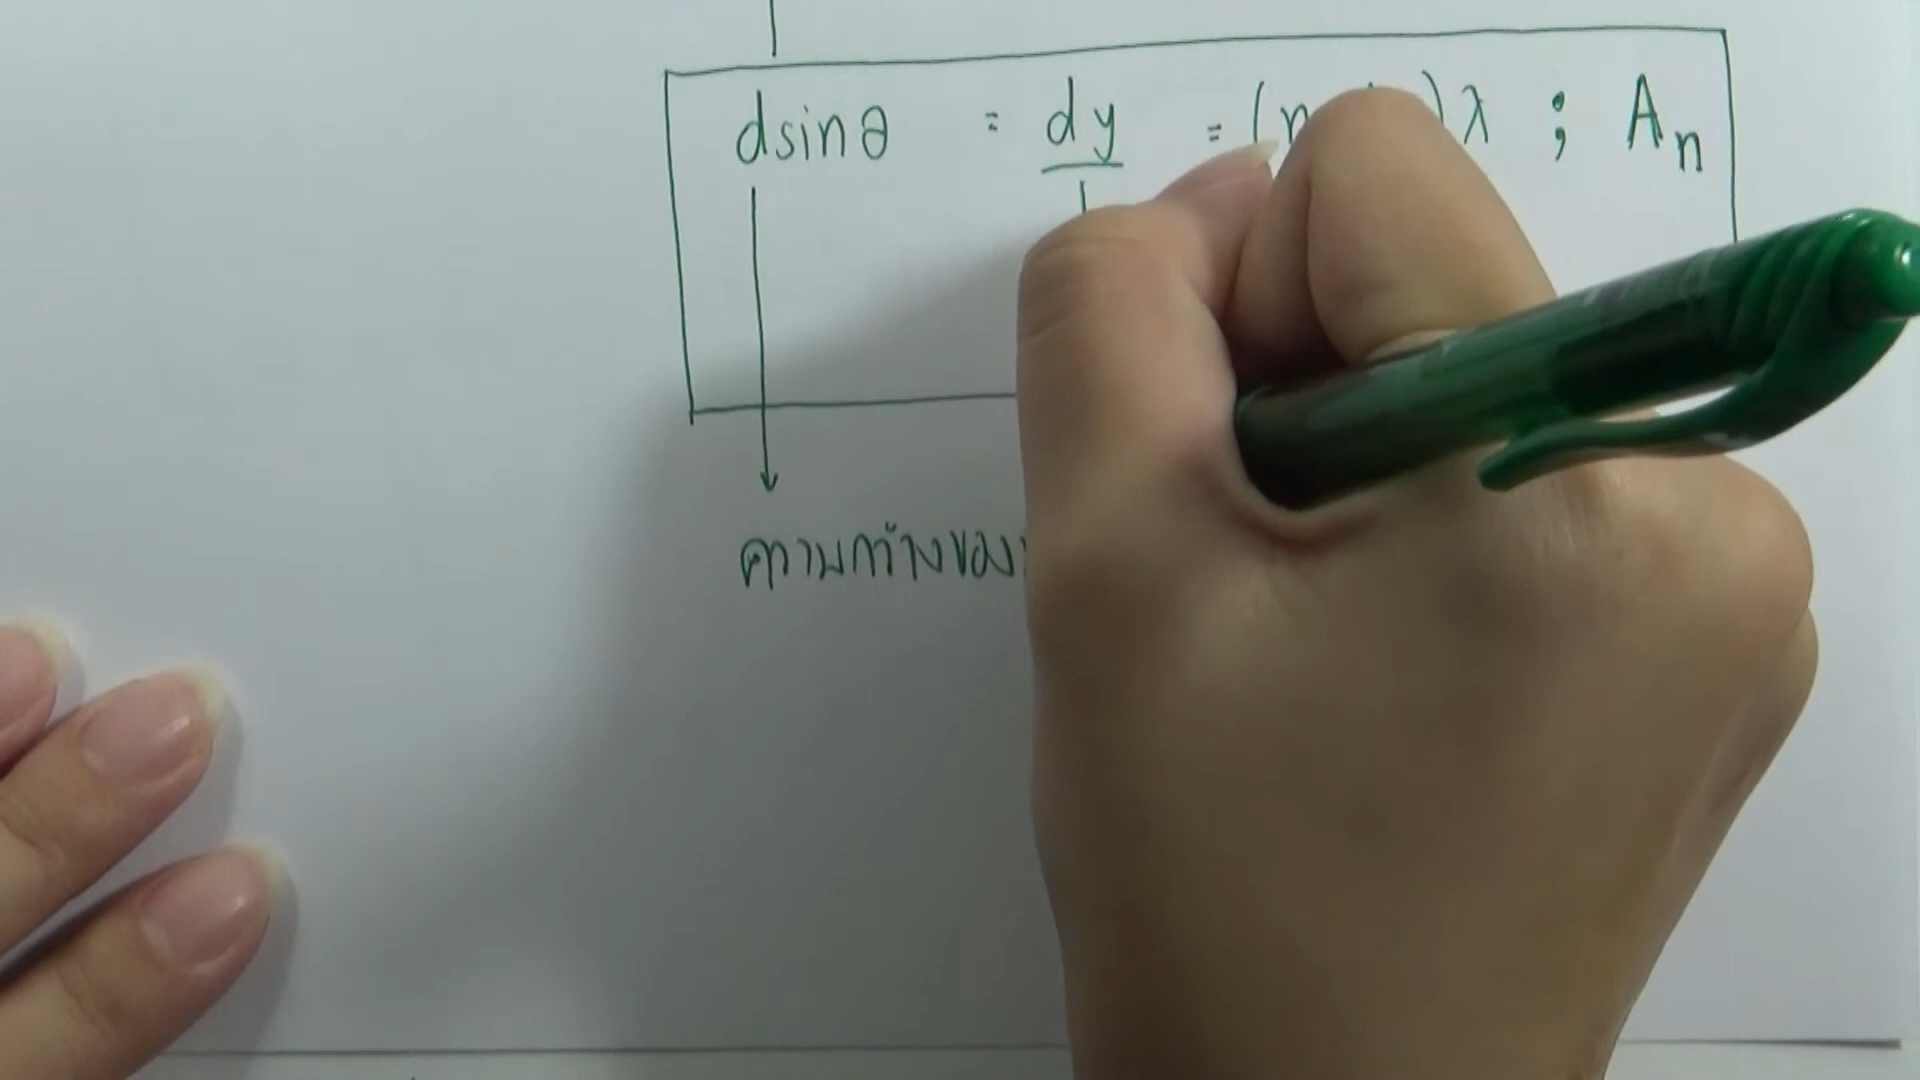 dsinθ = dy = (n )λ ; Aₙ
ความกว้างของ